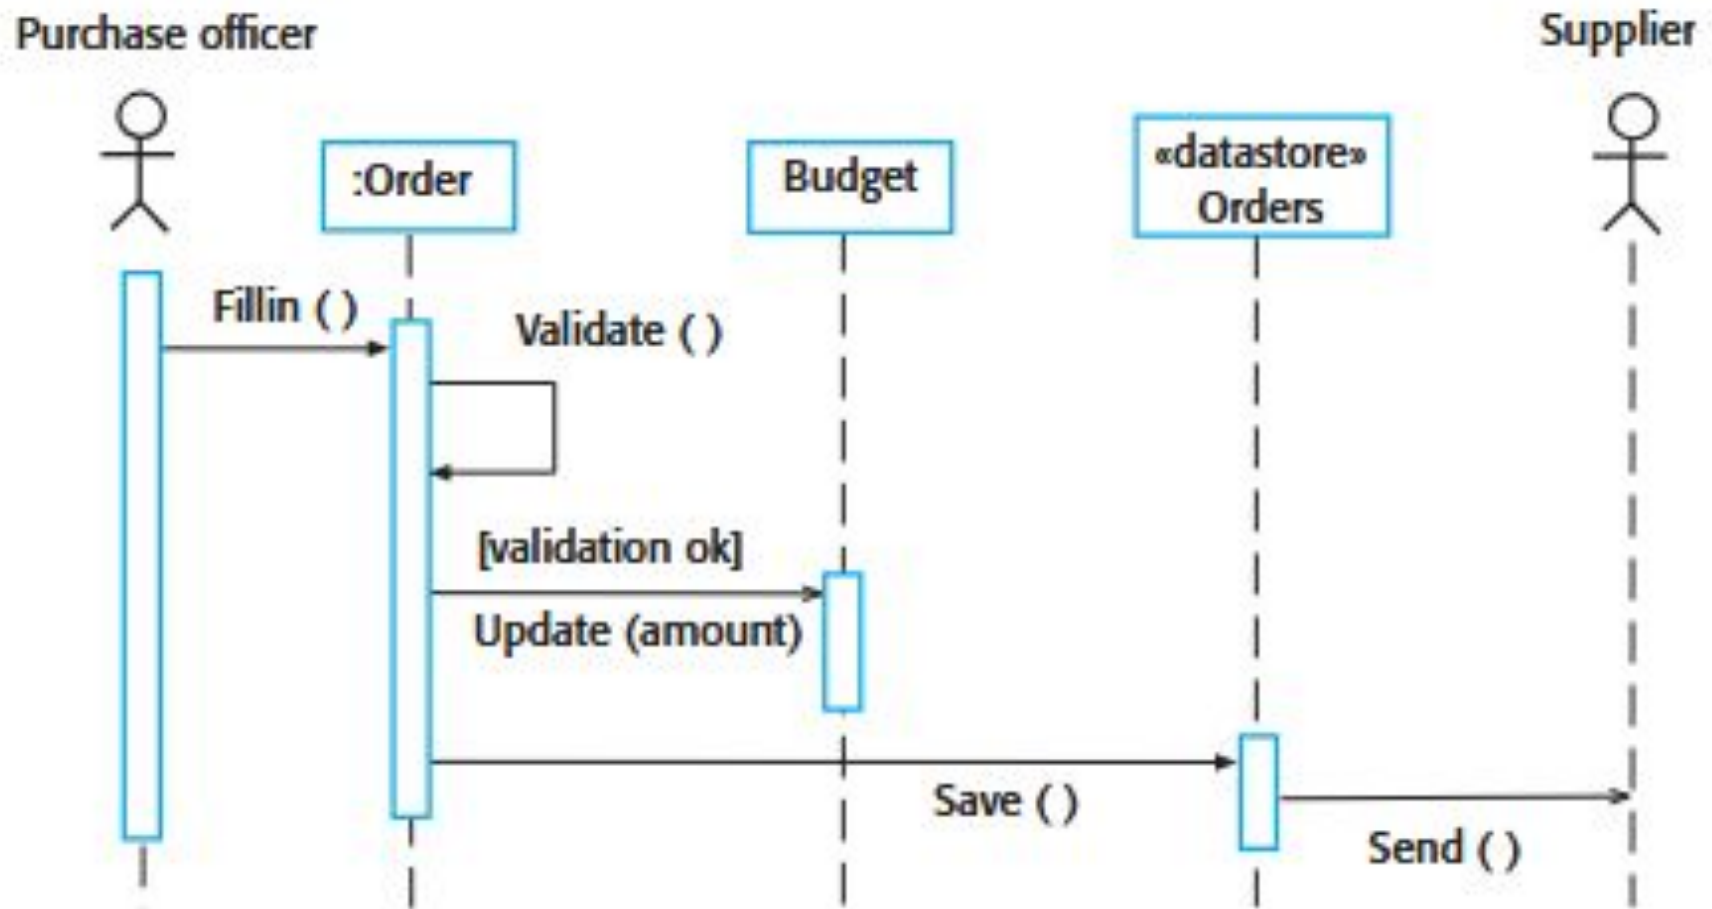 Purchase officer
Supplier
:Order
Budget
«datastore»
Orders
Fillin ( )
Validate ( )
[validation ok]
Update (amount)
Save ( )
Send ( )